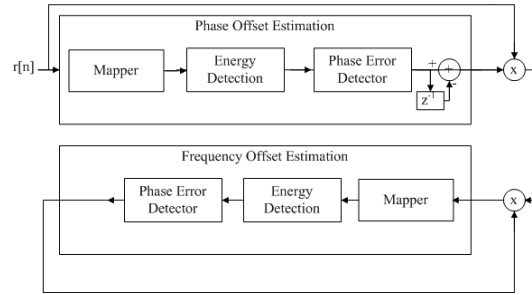 Phase Offset Estimation
r[n]
Mapper
Energy
Detection
Phase Error
Detector
+
+
-
z⁻¹
x
Frequency Offset Estimation
Phase Error
Detector
Energy
Detection
Mapper
x